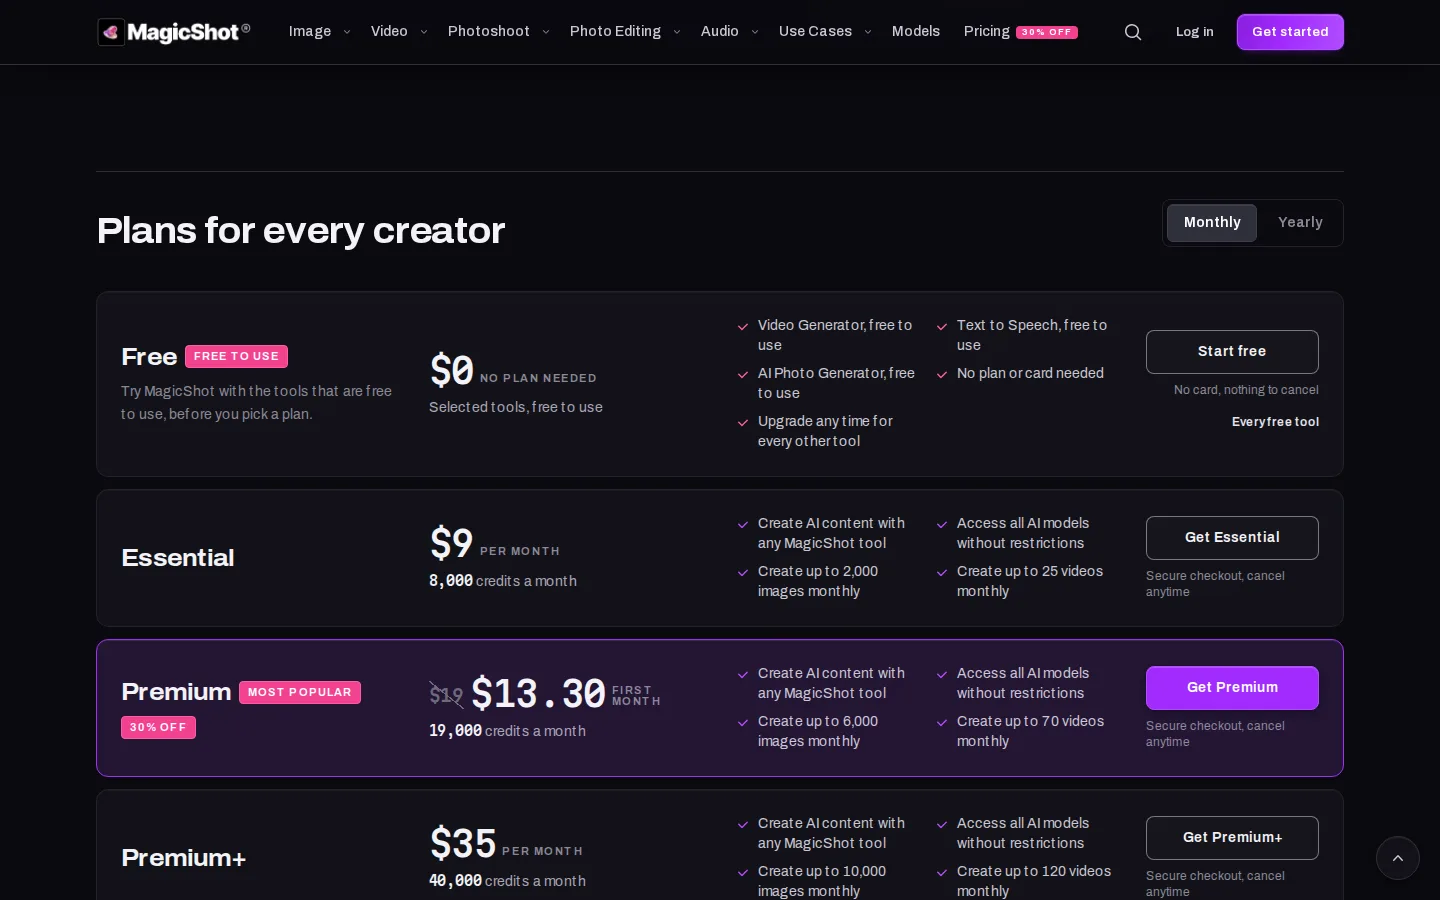 MagicShot®
Image
Video
Photoshoot
Photo Editing
Audio
Use Cases
Models
Pricing 30% OFF
Log in
Get started
Plans for every creator
Monthly
Yearly
Free FREE TO USE
Try MagicShot with the tools that are free
to use, before you pick a plan.
$0 NO PLAN NEEDED
Selected tools, free to use
Video Generator, free to
use
AI Photo Generator, free
to use
Upgrade any time for
every other tool
Text to Speech, free to
use
No plan or card needed
Start free
No card, nothing to cancel
Every free tool
Essential
$9 PER MONTH
8,000 credits a month
Create AI content with
any MagicShot tool
Create up to 2,000
images monthly
Access all AI models
without restrictions
Create up to 25 videos
monthly
Get Essential
Secure checkout, cancel
anytime
Premium MOST POPULAR
30% OFF
$19 $13.30 FIRST
MONTH
19,000 credits a month
Create AI content with
any MagicShot tool
Create up to 6,000
images monthly
Access all AI models
without restrictions
Create up to 70 videos
monthly
Get Premium
Secure checkout, cancel
anytime
Premium+
$35 PER MONTH
40,000 credits a month
Create AI content with
any MagicShot tool
Create up to 10,000
images monthly
Access all AI models
without restrictions
Create up to 120 videos
monthly
Get Premium+
Secure checkout, cancel
anytime